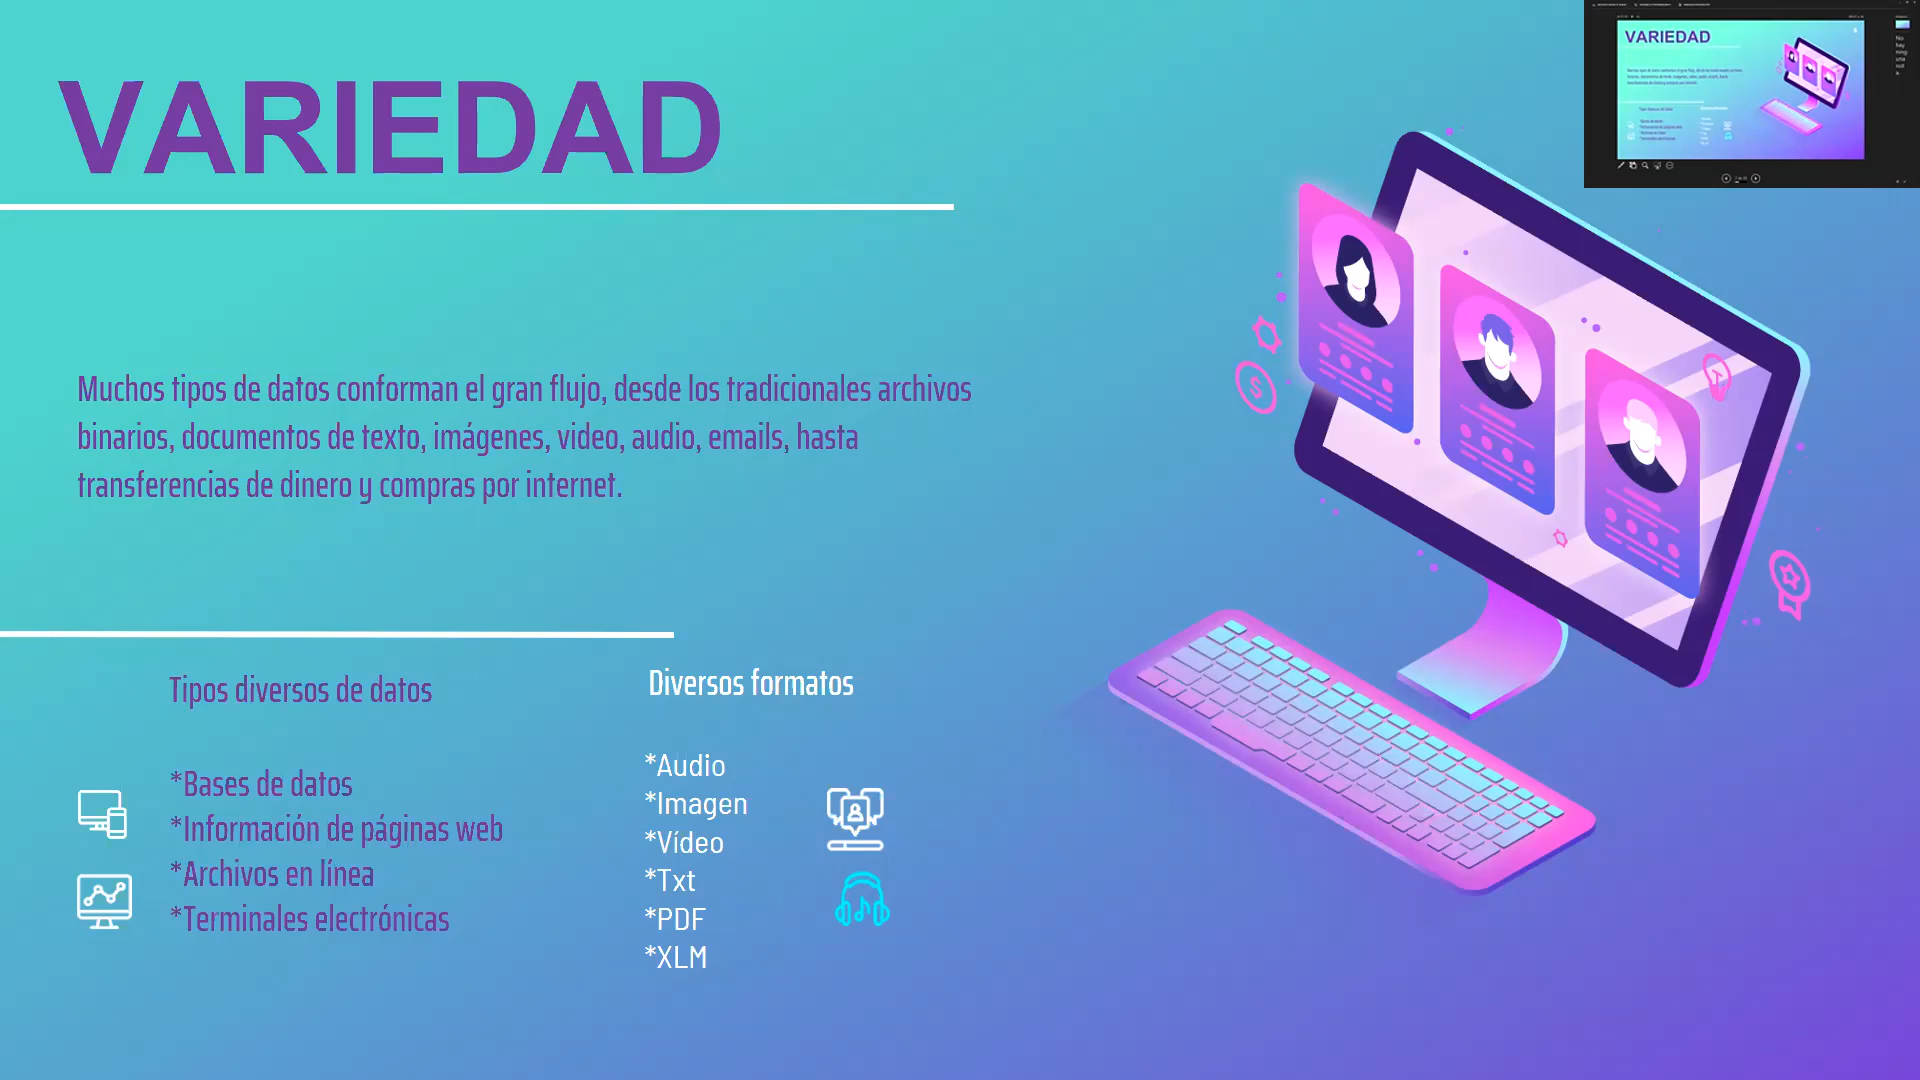 VARIEDAD
Muchos tipos de datos conforman el gran flujo, desde los tradicionales archivos
binarios, documentos de texto, imágenes, video, audio, emails, hasta
transferencias de dinero y compras por internet.
Tipos diversos de datos
*Bases de datos
*Información de páginas web
*Archivos en línea
*Terminales electrónicas
Diversos formatos
*Audio
*Imagen
*Vídeo
*Txt
*PDF
*XLM
VARIEDAD